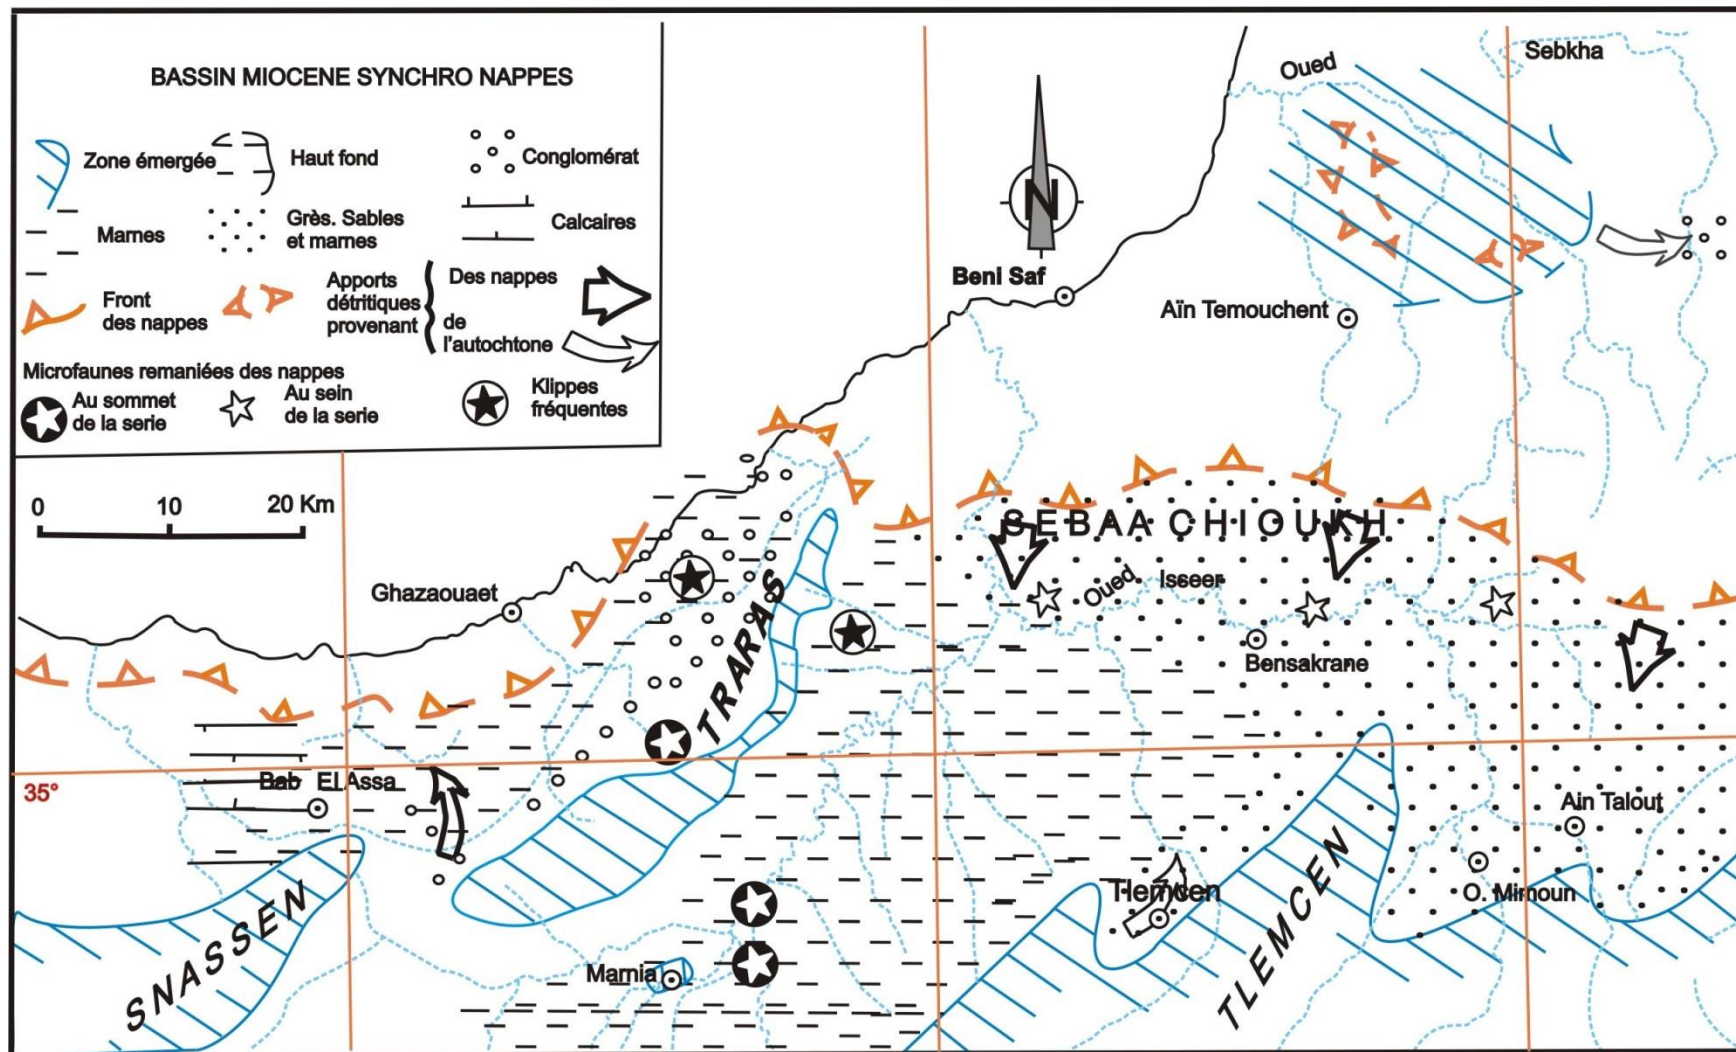 BASSIN MIOCENE SYNCHRO NAPPES
Zone émergée
Haut fond
Conglomérat
Marnes
Grès. Sables
et marnes
Calcaires
Front
des nappes
Apports
détritiques
provenant
Des nappes
de
l'autochtone
Microfaunes remaniées des nappes
Au sommet
de la serie
Au sein
de la serie
Klippes
fréquentes
0 10 20 Km
N
Oued
Sebkha
Beni Saf
Aïn Temouchent
SEBAA CHIOUKH
Ghazaouaet
Oued Isseer
TRARAS
Bensakrane
Bab El Assa
35°
Ain Talout
Tlemcen
O. Mimoun
SNASSEN
Marnia
TLEMCEN